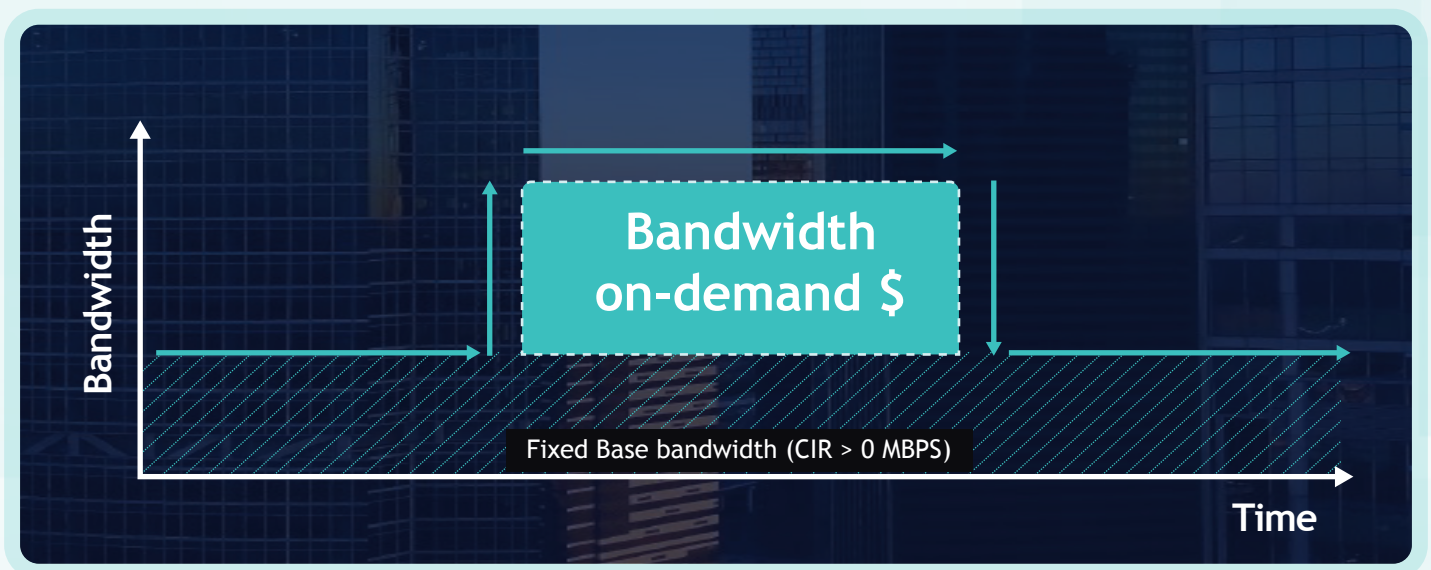 Bandwidth
Bandwidth
on-demand $
Fixed Base bandwidth (CIR > 0 MBPS)
Time